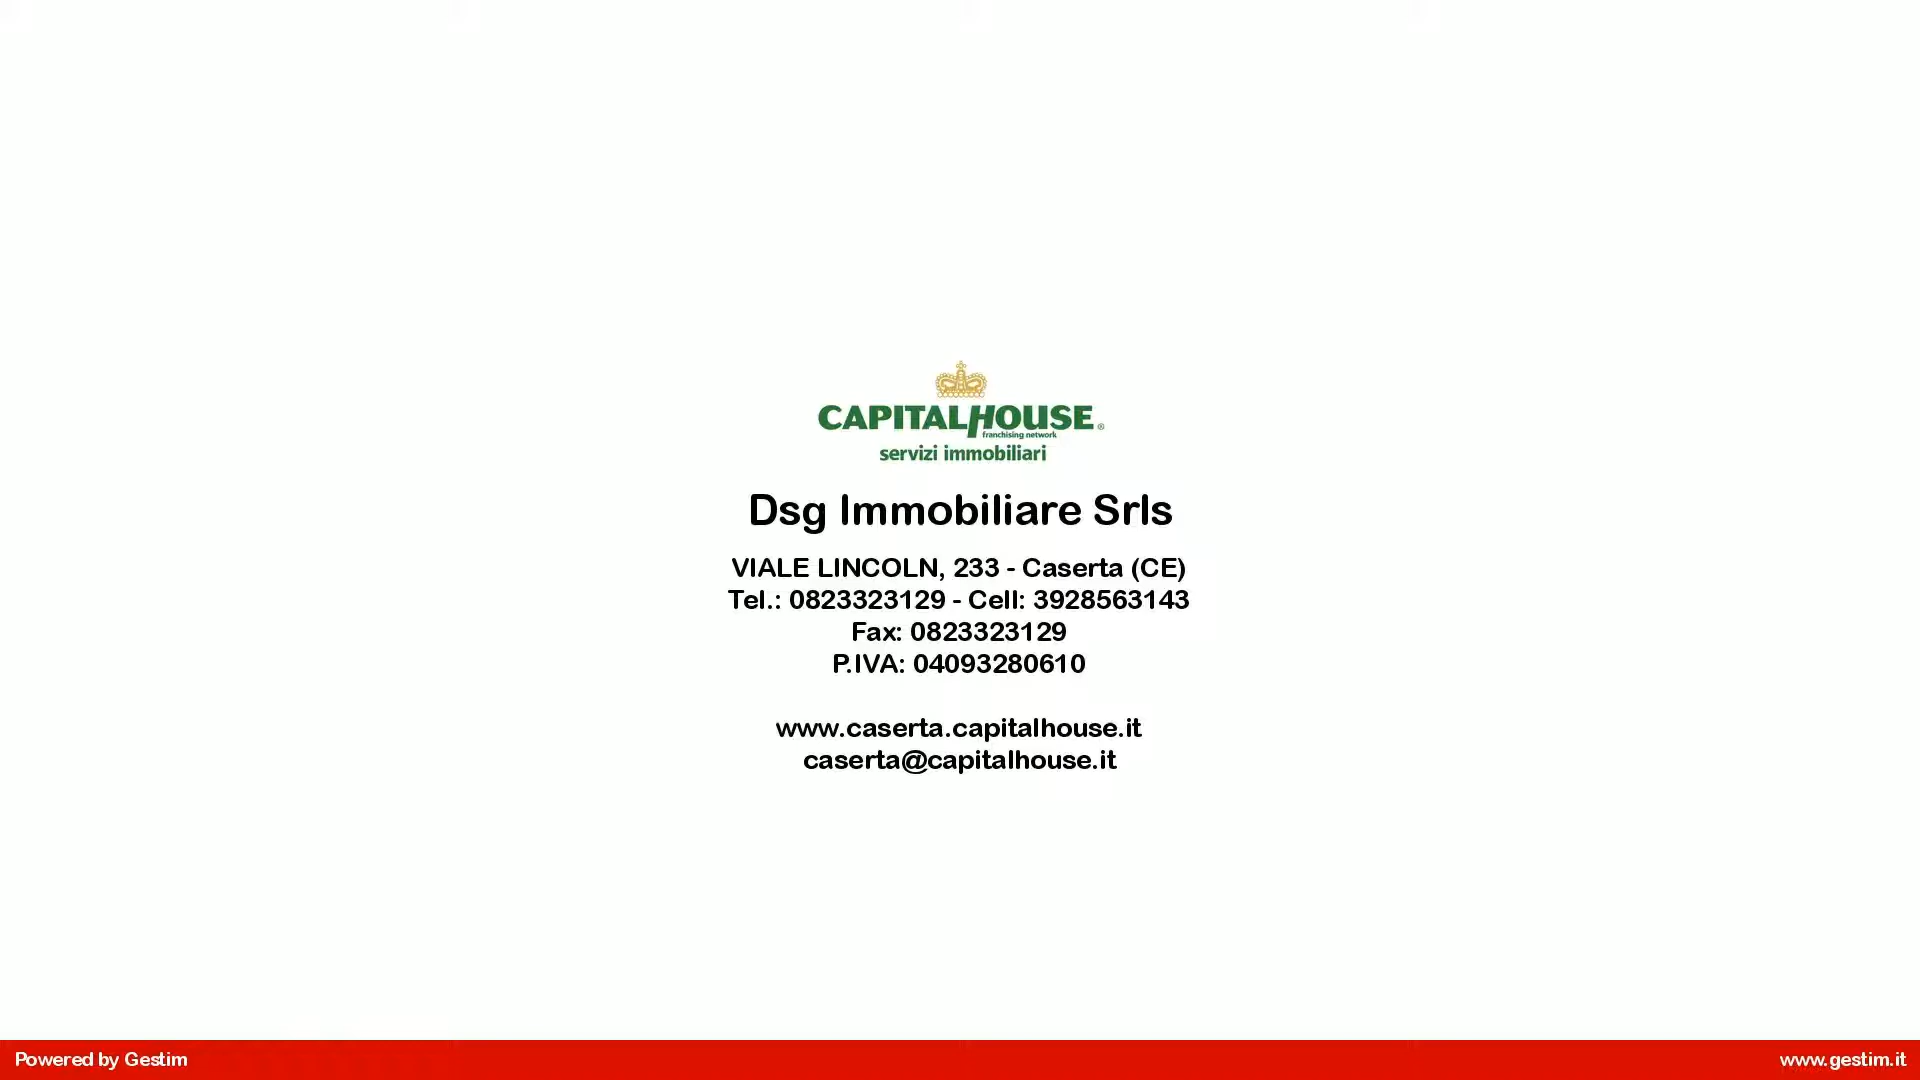 CAPITALHOUSE®
franchising network
servizi immobiliari
Dsg Immobiliare Srls
VIALE LINCOLN, 233 - Caserta (CE)
Tel.: 0823323129 - Cell: 3928563143
Fax: 0823323129
P.IVA: 04093280610
www.caserta.capitalhouse.it
caserta@capitalhouse.it
Powered by Gestim
www.gestim.it